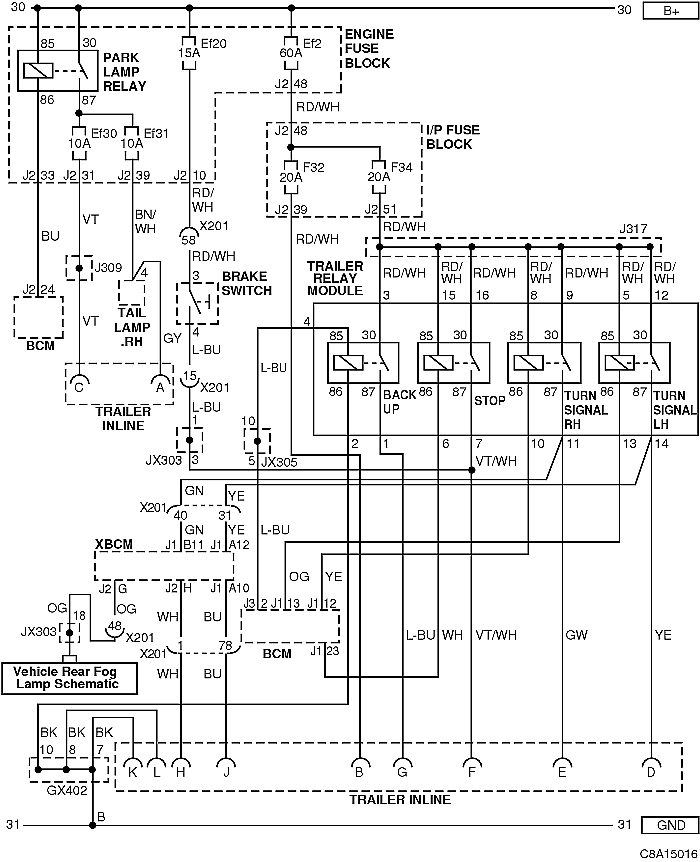 30
30
B+
85
30
PARK
LAMP
RELAY
86
87
Ef20
15A
Ef2
60A
ENGINE
FUSE
BLOCK
J2 48
RD/WH
Ef30
10A
Ef31
10A
J2 48
I/P FUSE
BLOCK
F32
20A
F34
20A
J2 33
J2 31
J2 39
J2 10
RD/
WH
J2 39
J2 51
BU
VT
BN/
WH
X201
58
RD/WH
RD/WH
RD/WH
J317
J309
4
3
BRAKE
SWITCH
TRAILER
RELAY
MODULE
RD/WH
RD/
WH
RD/WH
RD/
WH
RD/WH
RD/
WH
RD/
WH
J2 24
BCM
VT
TAIL
LAMP
.RH
GY
4
L-BU
3
15
16
8
9
5
12
4
85
30
85
30
85
30
85
30
L-BU
86
87
86
87
86
87
86
87
BACK
UP
STOP
TURN
SIGNAL
RH
TURN
SIGNAL
LH
C
A
TRAILER
INLINE
15
X201
L-BU
1
JX303
3
10
5
JX305
2
1
6
7
10
11
13
14
VT/WH
GN
YE
X201
40
31
GN
YE
L-BU
XBCM
J1 B11
J1 A12
OG
YE
J2 G
J2 H
J1 A10
J3 2
J1 13
J1 12
OG
18
OG
JX303
48
X201
WH
BU
BCM
J1 23
L-BU
WH
VT/WH
GW
YE
X201
78
WH
BU
Vehicle Rear Fog
Lamp Schematic
BK
BK
BK
10
8
7
GX402
K
L
H
J
B
G
F
E
D
TRAILER INLINE
B
31
31
GND
C8A15016